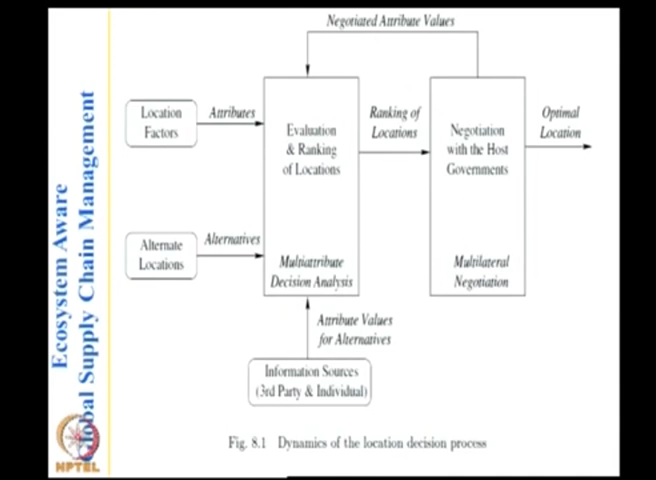 Negotiated Attribute Values
Location
Factors
Attributes
Evaluation
& Ranking
of Locations
Ranking of
Locations
Negotiation
with the Host
Governments
Optimal
Location
Alternate
Locations
Alternatives
Multiattribute
Decision Analysis
Multilateral
Negotiation
Attribute Values
for Alternatives
Information Sources
(3rd Party & Individual)
Fig. 8.1 Dynamics of the location decision process
Ecosystem Aware
Global Supply Chain Management
NPTEL